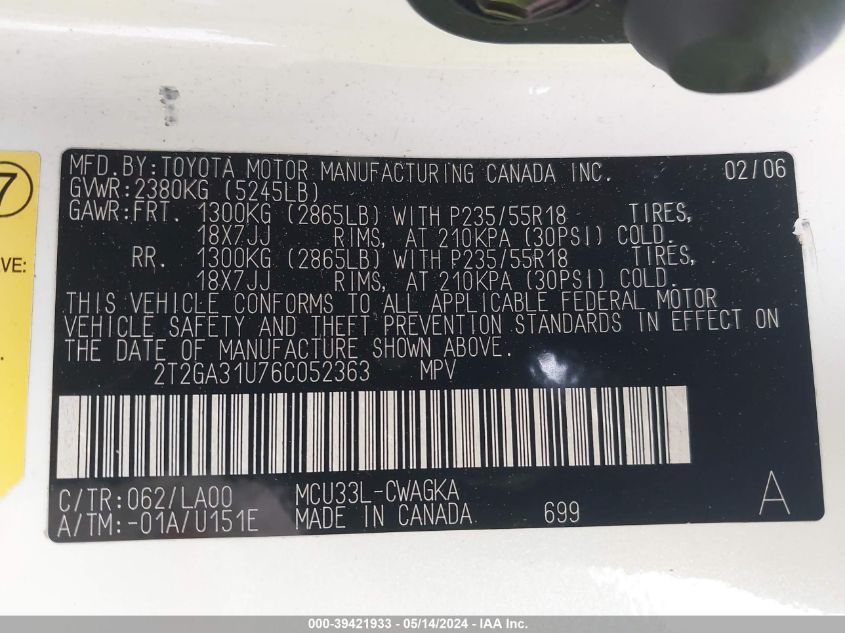 7
VE:
MFD.BY:TOYOTA MOTOR MANUFACTURING CANADA INC. 02/06
GVWR:2380KG (5245LB)
GAWR:FRT. 1300KG (2865LB) WITH P235/55R18 TIRES,
18X7JJ RIMS, AT 210KPA (30PSI) COLD.
RR. 1300KG (2865LB) WITH P235/55R18 TIRES,
18X7JJ RIMS, AT 210KPA (30PSI) COLD.
THIS VEHICLE CONFORMS TO ALL APPLICABLE FEDERAL MOTOR
VEHICLE SAFETY AND THEFT PREVENTION STANDARDS IN EFFECT ON
THE DATE OF MANUFACTURE SHOWN ABOVE.
2T2GA31U76C052363 MPV
C/TR:062/LA00 MCU33L-CWAGKA A
A/TM:-01A/U151E MADE IN CANADA 699
000-39421933 - 05/14/2024 - IAA Inc.